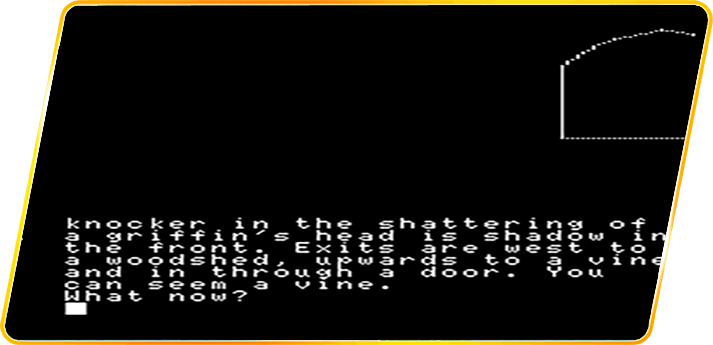 knocker in the shattering of
a griffin's head is shadow in
the front. Exits are west to
a woodshed, upwards to a vine
and in through a door. You
can seem a vine.
What now?